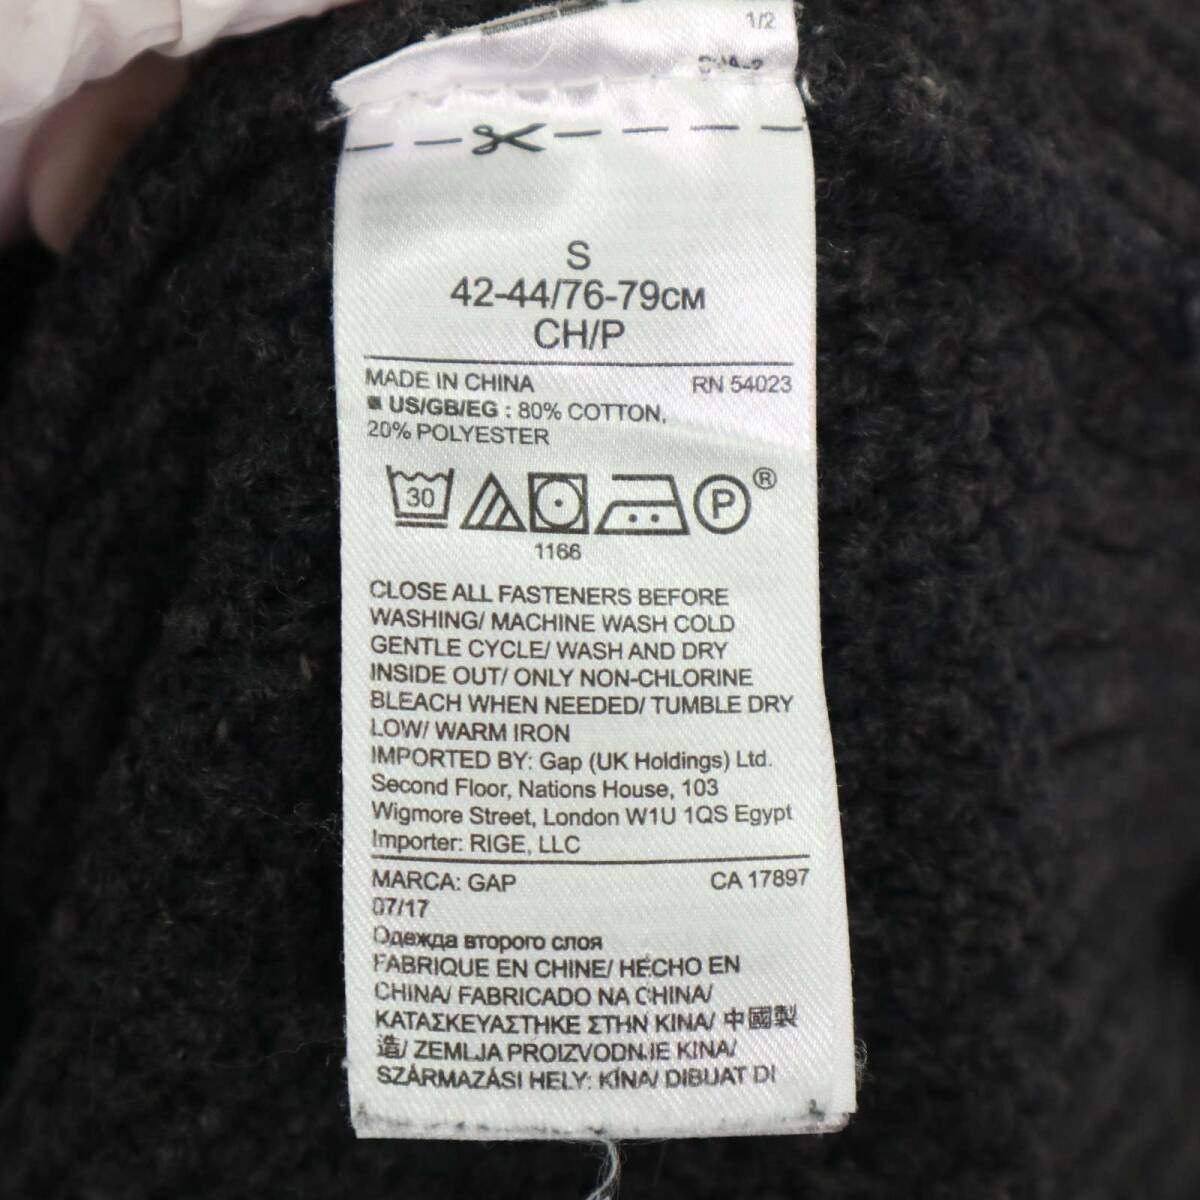 1/2
S
42-44/76-79CM
CH/P
MADE IN CHINA RN 54023
US/GB/EG : 80% COTTON,
20% POLYESTER
30 P ®
1166
CLOSE ALL FASTENERS BEFORE
WASHING/ MACHINE WASH COLD
GENTLE CYCLE/ WASH AND DRY
INSIDE OUT/ ONLY NON-CHLORINE
BLEACH WHEN NEEDED/ TUMBLE DRY
LOW/ WARM IRON
IMPORTED BY: Gap (UK Holdings) Ltd.
Second Floor, Nations House, 103
Wigmore Street, London W1U 1QS Egypt
Importer: RIGE, LLC
MARCA: GAP CA 17897
07/17
Одежда второго слоя
FABRIQUE EN CHINE/ HECHO EN
CHINA/ FABRICADO NA CHINA/
ΚΑΤΑΣΚΕΥΑΣΤΗΚΕ ΣΤΗΝ ΚΙΝΑ/ 中國製
造/ ZEMLJA PROIZVODNJE KINA/
SZÁRMAZÁSI HELY: KÍNA/ DIBUAT DI